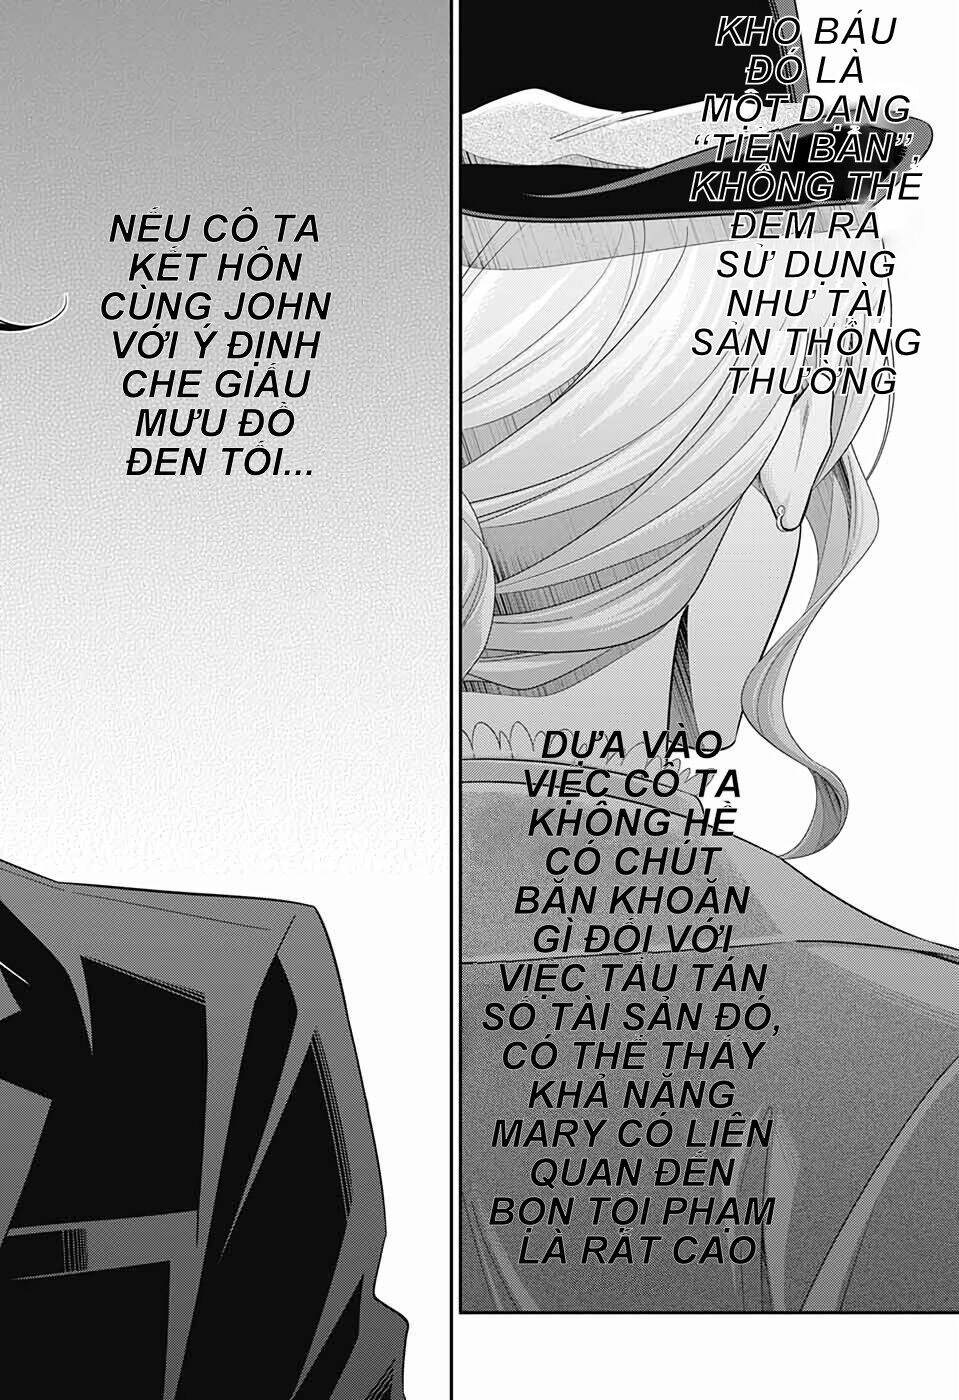 KHO BÁU
ĐÓ LÀ
MỘT DẠNG
“TIỀN BẨN”,
KHÔNG THỂ
ĐEM RA
SỬ DỤNG
NHƯ TÀI
SẢN THÔNG
THƯỜNG
DỰA VÀO
VIỆC CÔ TA
KHÔNG HỀ
CÓ CHÚT
BĂN KHOĂN
GÌ ĐỐI VỚI
VIỆC TẨU TÁN
SỐ TÀI SẢN ĐÓ,
CÓ THỂ THẤY
KHẢ NĂNG
MARY CÓ LIÊN
QUAN ĐẾN
BỌN TỘI PHẠM
LÀ RẤT CAO
NẾU CÔ TA
KẾT HÔN
CÙNG JOHN
VỚI Ý ĐỊNH
CHE GIẤU
MƯU ĐỒ
ĐEN TỐI...